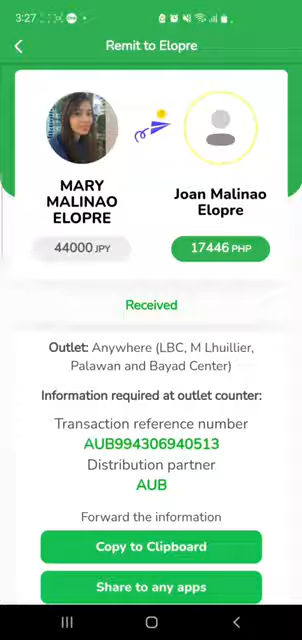 3:27
Remit to Elopre
MARY
MALINAO
ELOPRE
Joan Malinao
Elopre
44000 JPY
17446 PHP
Received
Outlet: Anywhere (LBC, M Lhuillier,
Palawan and Bayad Center)
Information required at outlet counter:
Transaction reference number
AUB994306940513
Distribution partner
AUB
Forward the information
Copy to Clipboard
Share to any apps